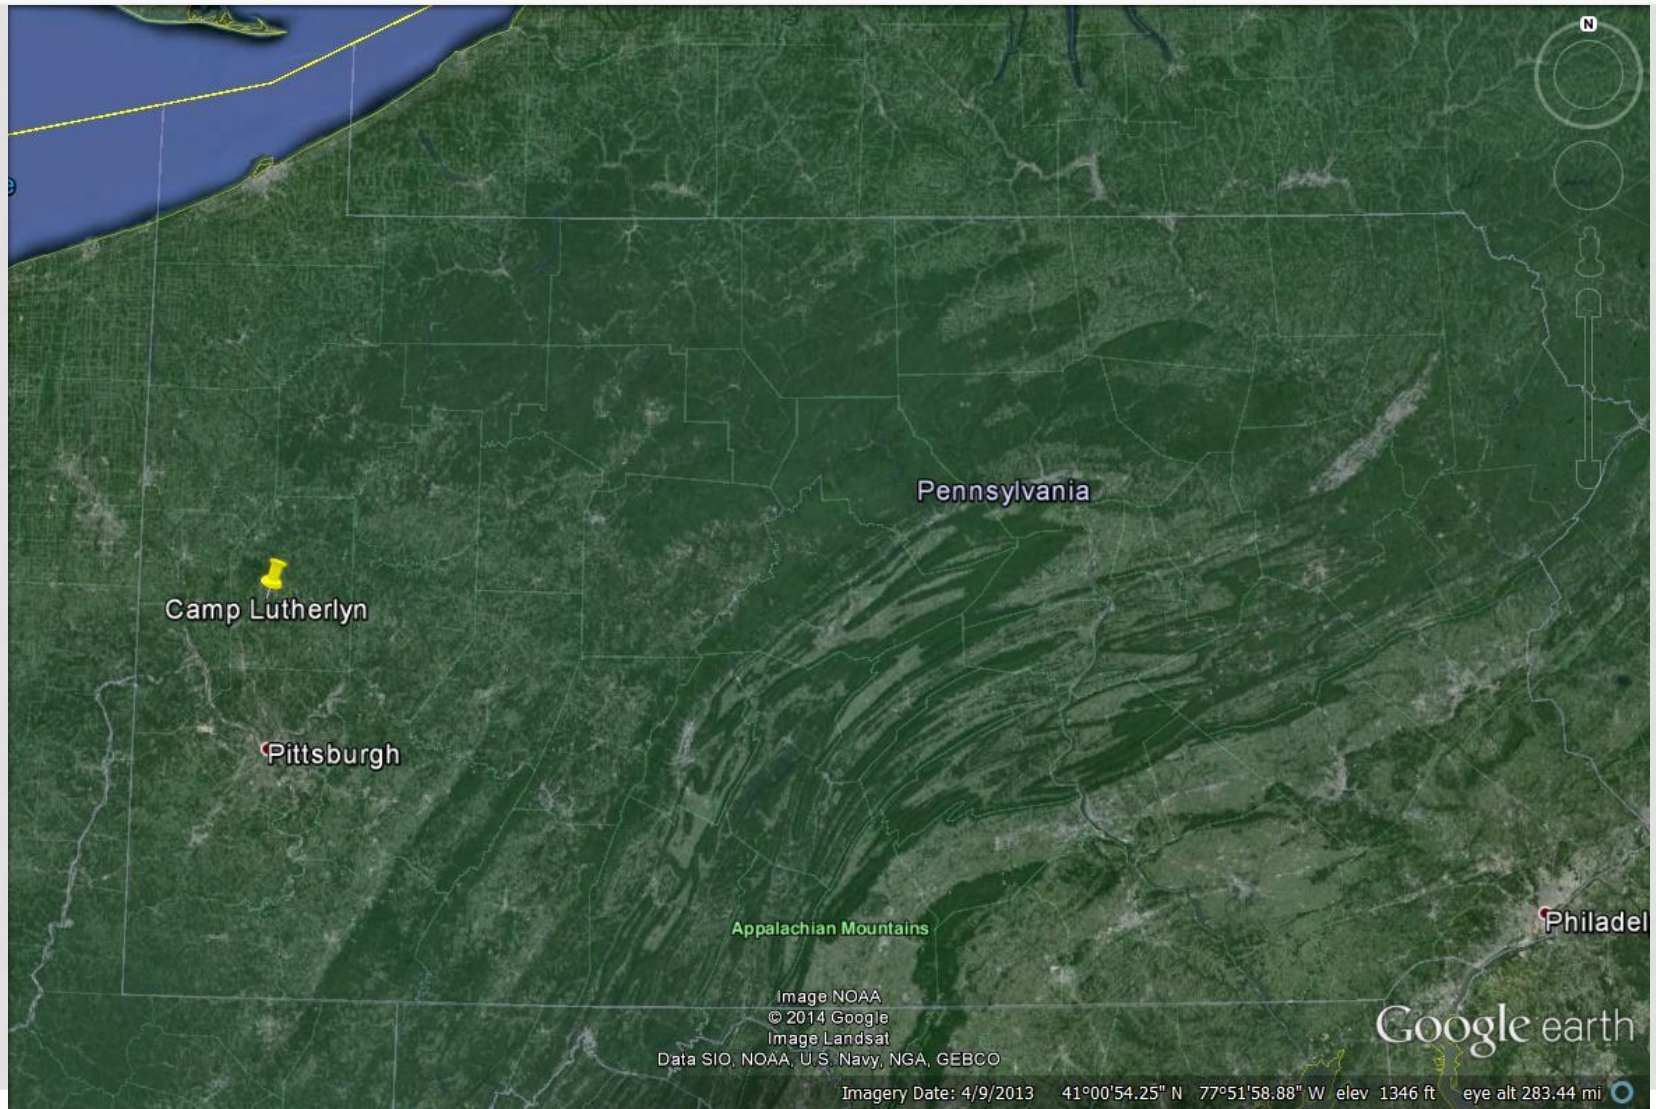 N
e
Pennsylvania
Camp Lutherlyn
Pittsburgh
Appalachian Mountains
Philadel
Image NOAA
© 2014 Google
Image Landsat
Data SIO, NOAA, U.S. Navy, NGA, GEBCO
Google earth
Imagery Date: 4/9/2013 41°00'54.25" N 77°51'58.88" W elev 1346 ft eye alt 283.44 mi